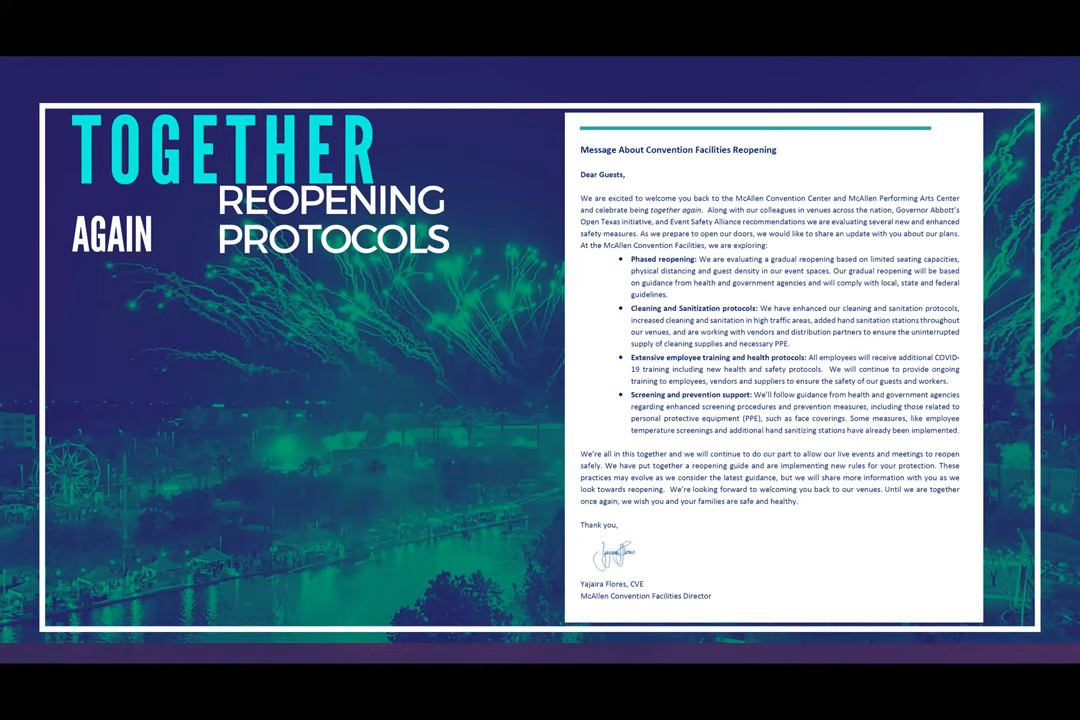 TOGETHER
AGAIN
REOPENING
PROTOCOLS
Message About Convention Facilities Reopening
Dear Guests,
We are excited to welcome you back to the McAllen Convention Center and McAllen Performing Arts Center
and celebrate being together again. Along with our colleagues in venues across the nation, Governor Abbott's
Open Texas initiative, and Event Safety Alliance recommendations we are evaluating several new and enhanced
safety measures. As we prepare to open our doors, we would like to share an update with you about our plans.
At the McAllen Convention Facilities, we are exploring:
• Phased reopening: We are evaluating a gradual reopening based on limited seating capacities,
physical distancing and guest density in our event spaces. Our gradual reopening will be based
on guidance from health and government agencies and will comply with local, state and federal
guidelines.
• Cleaning and Sanitization protocols: We have enhanced our cleaning and sanitation protocols,
increased cleaning and sanitation in high traffic areas, added hand sanitation stations throughout
our venues, and are working with vendors and distribution partners to ensure the uninterrupted
supply of cleaning supplies and necessary PPE.
• Extensive employee training and health protocols: All employees will receive additional COVID-
19 training including new health and safety protocols. We will continue to provide ongoing
training to employees, vendors and suppliers to ensure the safety of our guests and workers.
• Screening and prevention support: We'll follow guidance from health and government agencies
regarding enhanced screening procedures and prevention measures, including those related to
personal protective equipment (PPE), such as face coverings. Some measures, like employee
temperature screenings and additional hand sanitizing stations have already been implemented.
We're all in this together and we will continue to do our part to allow our live events and meetings to reopen
safely. We have put together a reopening guide and are implementing new rules for your protection. These
practices may evolve as we consider the latest guidance, but we will share more information with you as we
look towards reopening. We're looking forward to welcoming you back to our venues. Until we are together
once again, we wish you and your families are safe and healthy.
Thank you,
Yajaira Flores, CVE
McAllen Convention Facilities Director